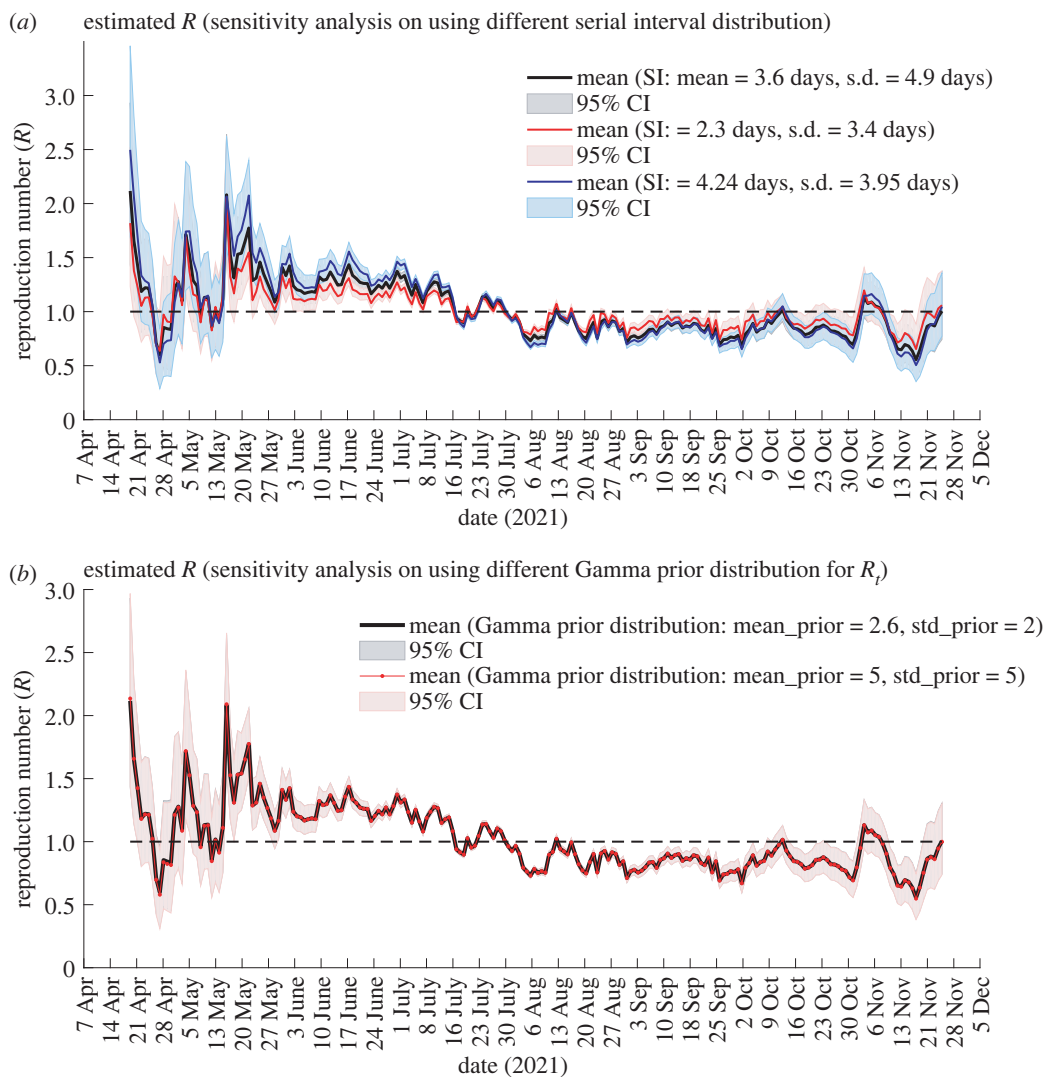 (a) estimated R (sensitivity analysis on using different serial interval distribution)
mean (SI: mean = 3.6 days, s.d. = 4.9 days)
95% CI
mean (SI: = 2.3 days, s.d. = 3.4 days)
95% CI
mean (SI: = 4.24 days, s.d. = 3.95 days)
95% CI
reproduction number (R)
3.0
2.5
2.0
1.5
1.0
0.5
0
7 Apr
14 Apr
21 Apr
28 Apr
5 May
13 May
20 May
27 May
3 June
10 June
17 June
24 June
1 July
8 July
16 July
23 July
30 July
6 Aug
13 Aug
20 Aug
27 Aug
3 Sep
9 Sep
18 Sep
25 Sep
2 Oct
9 Oct
16 Oct
23 Oct
30 Oct
6 Nov
13 Nov
21 Nov
28 Nov
5 Dec
date (2021)
(b) estimated R (sensitivity analysis on using different Gamma prior distribution for Rt)
mean (Gamma prior distribution: mean_prior = 2.6, std_prior = 2)
95% CI
mean (Gamma prior distribution: mean_prior = 5, std_prior = 5)
95% CI
reproduction number (R)
3.0
2.5
2.0
1.5
1.0
0.5
0
7 Apr
14 Apr
21 Apr
28 Apr
5 May
13 May
20 May
27 May
3 June
10 June
17 June
24 June
1 July
8 July
16 July
23 July
30 July
6 Aug
13 Aug
20 Aug
27 Aug
3 Sep
9 Sep
18 Sep
25 Sep
2 Oct
9 Oct
16 Oct
23 Oct
30 Oct
6 Nov
13 Nov
21 Nov
28 Nov
5 Dec
date (2021)